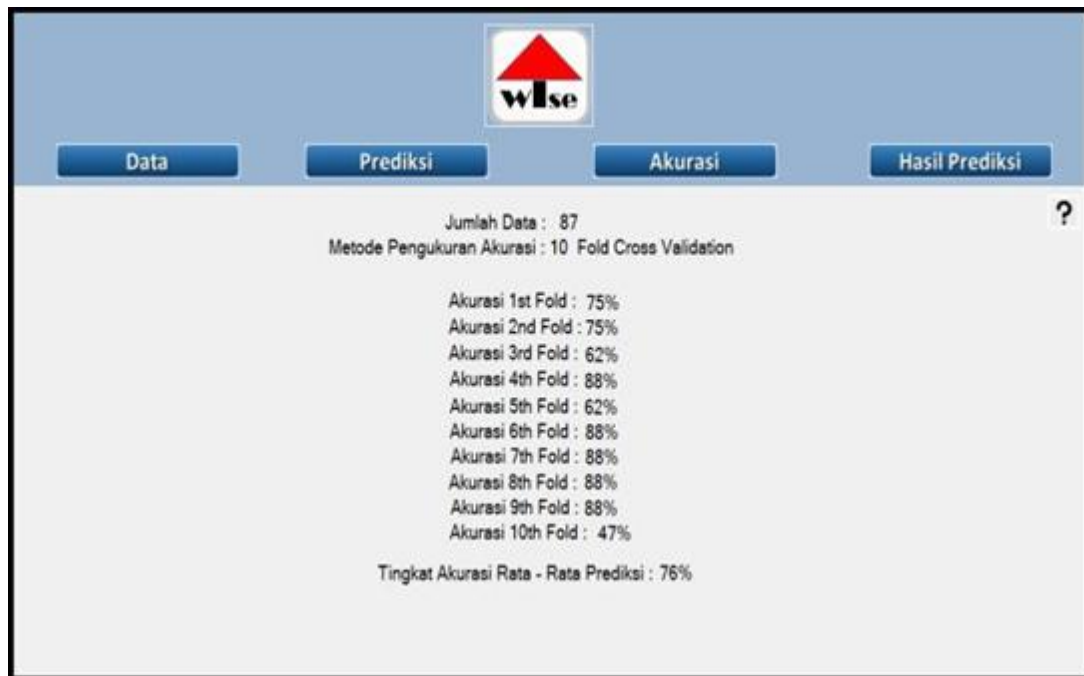 wIse
Data Prediksi Akurasi Hasil Prediksi
?
Jumlah Data : 87
Metode Pengukuran Akurasi : 10 Fold Cross Validation
Akurasi 1st Fold : 75%
Akurasi 2nd Fold : 75%
Akurasi 3rd Fold : 62%
Akurasi 4th Fold : 88%
Akurasi 5th Fold : 62%
Akurasi 6th Fold : 88%
Akurasi 7th Fold : 88%
Akurasi 8th Fold : 88%
Akurasi 9th Fold : 88%
Akurasi 10th Fold : 47%
Tingkat Akurasi Rata - Rata Prediksi : 76%